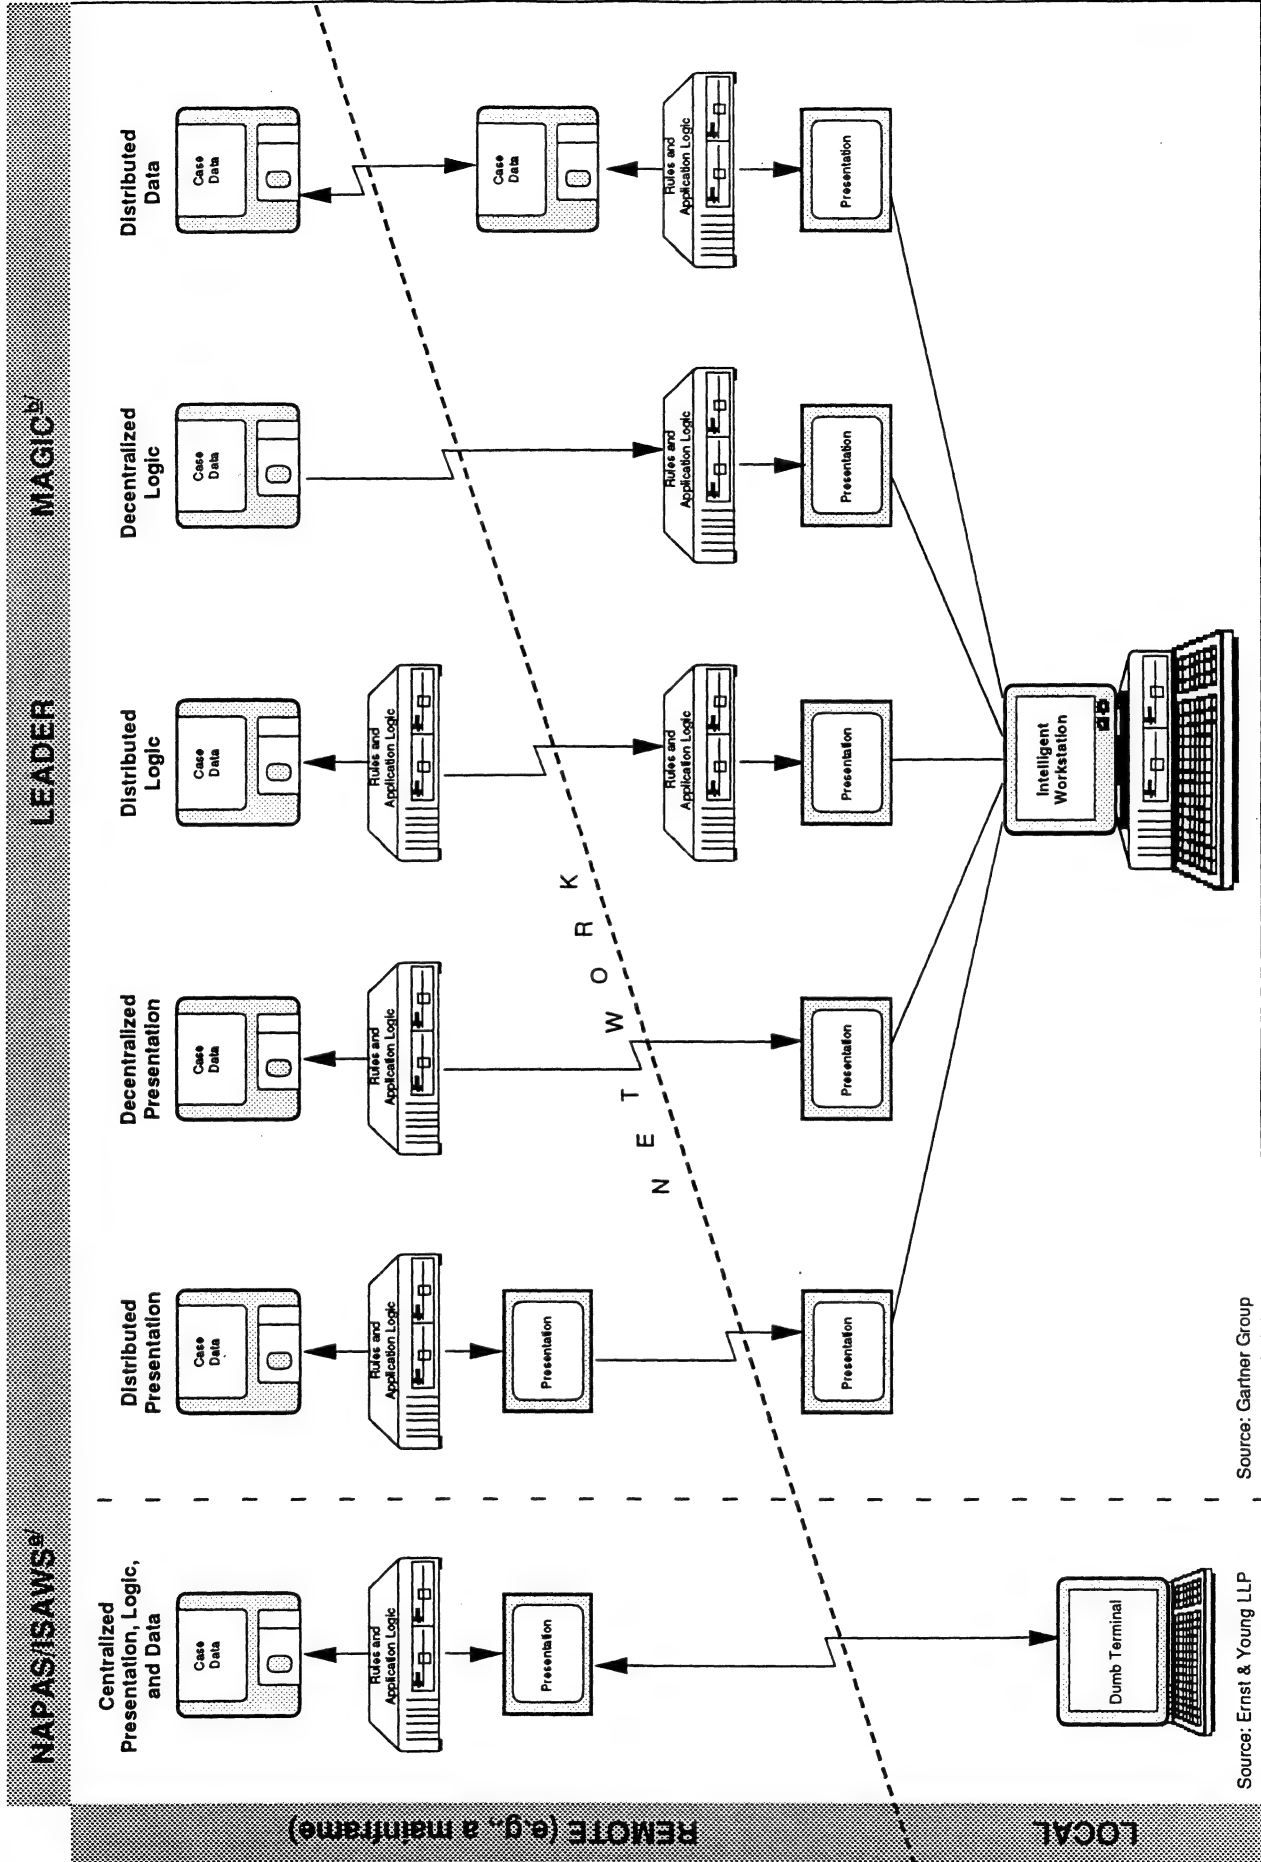 NAPAS/ISAWSa/
LEADER
MAGICb/
Centralized
Presentation, Logic,
and Data
Distributed
Presentation
Decentralized
Presentation
Distributed
Logic
Decentralized
Logic
Distributed
Data
REMOTE (e.g., a mainframe)
LOCAL
Case
Data
Case
Data
Case
Data
Case
Data
Case
Data
Case
Data
Rules and
Application Logic
Rules and
Application Logic
Rules and
Application Logic
Rules and
Application Logic
Presentation
Presentation
NETWORK
Case
Data
Rules and
Application Logic
Rules and
Application Logic
Rules and
Application Logic
Presentation
Presentation
Presentation
Presentation
Presentation
Dumb Terminal
Intelligent
Workstation
Source: Ernst & Young LLP
Source: Gartner Group